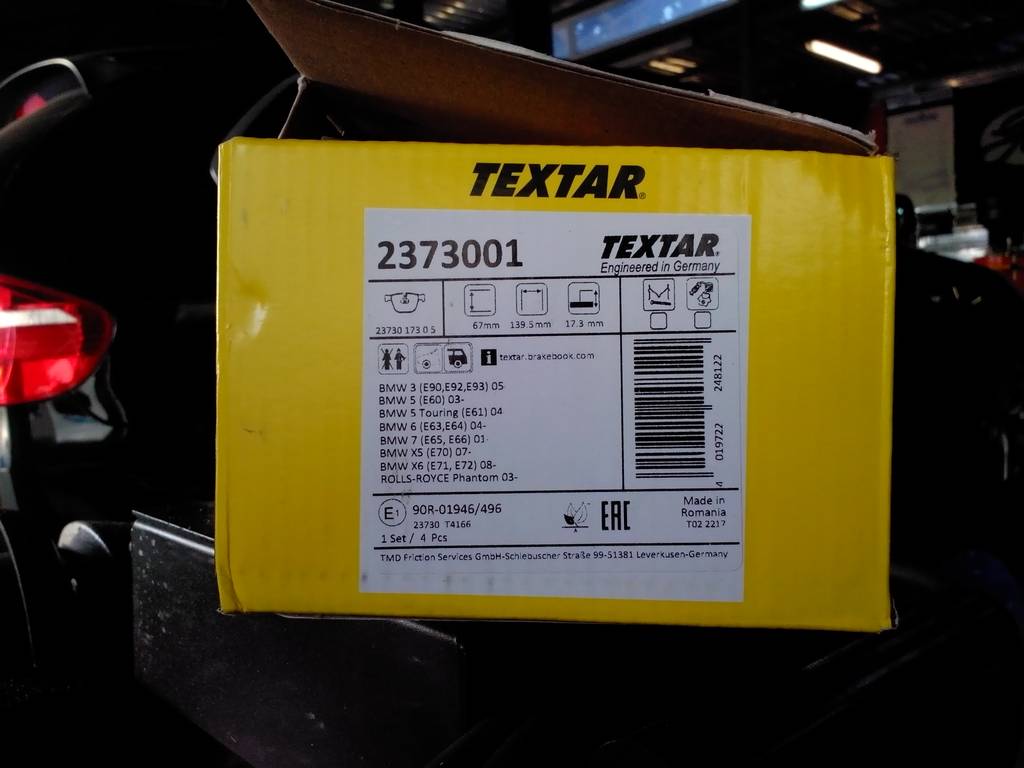 TEXTAR®
2373001
TEXTAR®
Engineered in Germany
23730 173 0 5
67mm
139.5mm
17.3 mm
i textar.brakebook.com
BMW 3 (E90,E92,E93) 05
BMW 5 (E60) 03-
BMW 5 Touring (E61) 04
BMW 6 (E63,E64) 04-
BMW 7 (E65, E66) 01-
BMW X5 (E70) 07-
BMW X6 (E71, E72) 08-
ROLLS-ROYCE Phantom 03-
4 019722 248122
E1 90R-01946/496
23730 T4166
1 Set / 4 Pcs
EAC
Made in
Romania
T02 2217
TMD Friction Services GmbH-Schlebuscher Straße 99-51381 Leverkusen-Germany